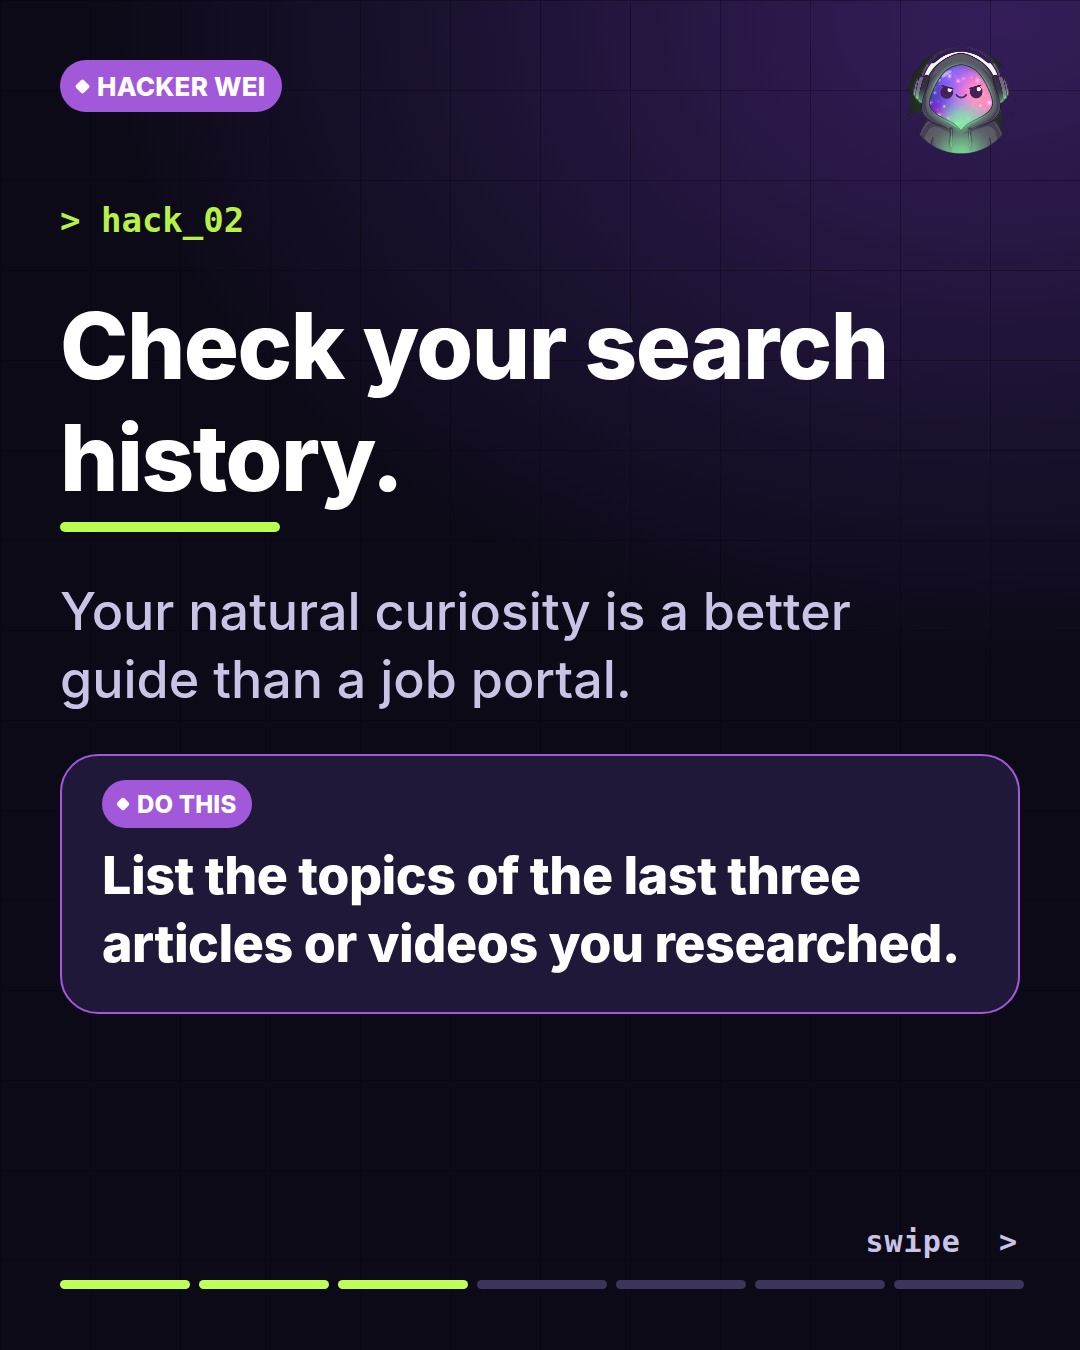 HACKER WEI
> hack_02
Check your search
history.
Your natural curiosity is a better
guide than a job portal.
DO THIS
List the topics of the last three
articles or videos you researched.
swipe >